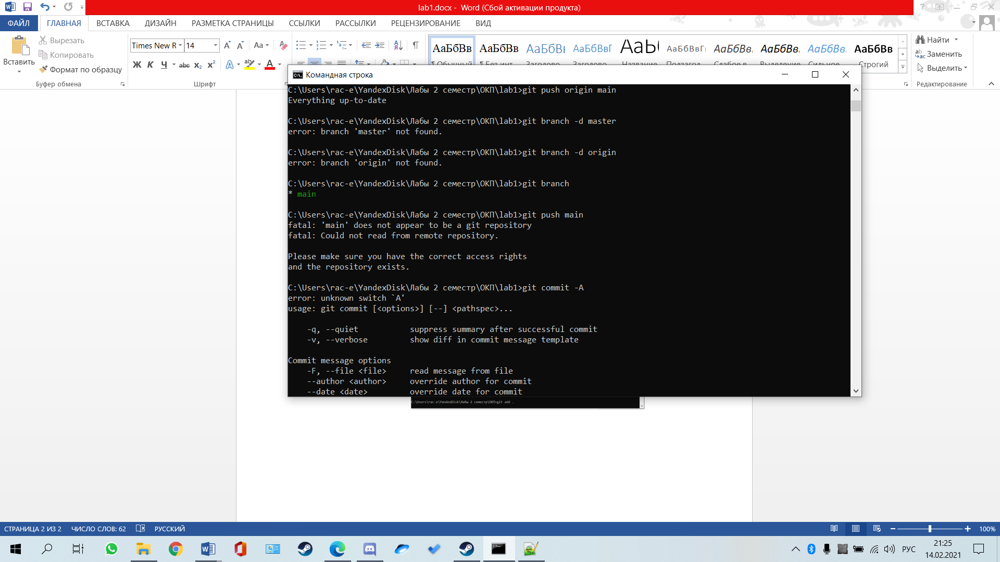 lab1.docx - Word (Сбой активации продукта)
ФАЙЛ ГЛАВНАЯ ВСТАВКА ДИЗАЙН РАЗМЕТКА СТРАНИЦЫ ССЫЛКИ РАССЫЛКИ РЕЦЕНЗИРОВАНИЕ ВИД
Вставить
Вырезать
Копировать
Формат по образцу
Буфер обмена
Times New R 14
Ж К Ч abc x₂ x²
Шрифт
АаБбВв АаБбВв АаБбВ АаБбВв АаБ АаБбВв АаБбВв АаБбВв АаБбВв АаБбВв
¶ Обычный ¶ Без инт... Заголово... Заголово... Название Подзагол... Слабое в... Выделение Сильное... Строгий
Найти
Заменить
Выделить
Редактирование
Командная строка
C:\Users\rac-e\YandexDisk\Лабы 2 семестр\ОКП\lab1>git push origin main
Everything up-to-date
C:\Users\rac-e\YandexDisk\Лабы 2 семестр\ОКП\lab1>git branch -d master
error: branch 'master' not found.
C:\Users\rac-e\YandexDisk\Лабы 2 семестр\ОКП\lab1>git branch -d origin
error: branch 'origin' not found.
C:\Users\rac-e\YandexDisk\Лабы 2 семестр\ОКП\lab1>git branch
* main
C:\Users\rac-e\YandexDisk\Лабы 2 семестр\ОКП\lab1>git push main
fatal: 'main' does not appear to be a git repository
fatal: Could not read from remote repository.
Please make sure you have the correct access rights
and the repository exists.
C:\Users\rac-e\YandexDisk\Лабы 2 семестр\ОКП\lab1>git commit -A
error: unknown switch `A'
usage: git commit [<options>] [--] <pathspec>...
-q, --quiet suppress summary after successful commit
-v, --verbose show diff in commit message template
Commit message options
-F, --file <file> read message from file
--author <author> override author for commit
--date <date> override date for commit
C:\Users\rac-e\YandexDisk\Лабы 2 семестр\ОКП>git add .
СТРАНИЦА 2 ИЗ 2 ЧИСЛО СЛОВ: 62 РУССКИЙ 100%
РУС
21:25
14.02.2021